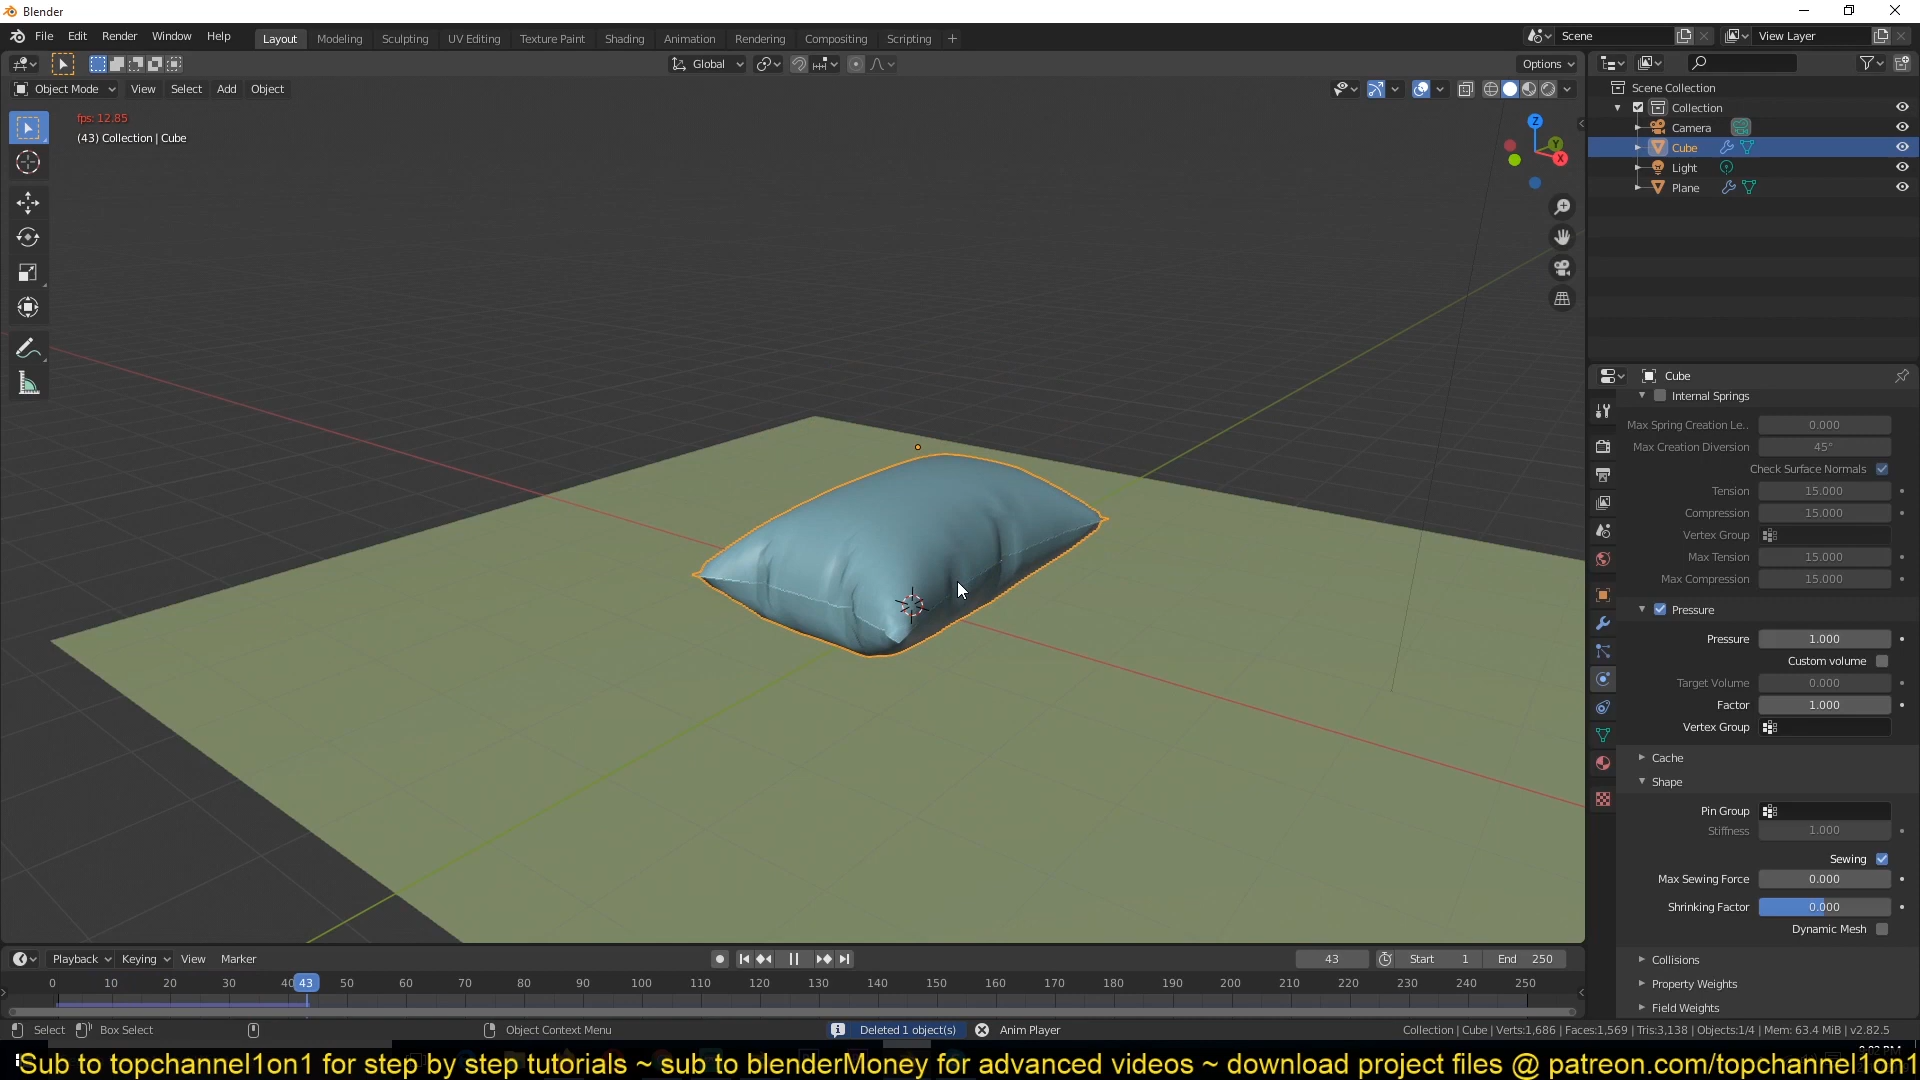 Blender
File Edit Render Window Help
Layout Modeling Sculpting UV Editing Texture Paint Shading Animation Rendering Compositing Scripting +
Scene
View Layer
Global
Options
Object Mode View Select Add Object
fps: 12.85
(43) Collection | Cube
Z
Y
X
Scene Collection
Collection
Camera
Cube
Light
Plane
Cube
Internal Springs
Max Spring Creation Le.. 0.000
Max Creation Diversion 45°
Check Surface Normals
Tension 15.000
Compression 15.000
Vertex Group
Max Tension 15.000
Max Compression 15.000
Pressure
Pressure 1.000
Custom volume
Target Volume 0.000
Factor 1.000
Vertex Group
Cache
Shape
Pin Group
Stiffness 1.000
Sewing
Max Sewing Force 0.000
Shrinking Factor 0.000
Dynamic Mesh
Collisions
Property Weights
Field Weights
Playback Keying View Marker
43
Start 1
End 250
0 10 20 30 40 43 50 60 70 80 90 100 110 120 130 140 150 160 170 180 190 200 210 220 230 240 250
Select Box Select Object Context Menu Deleted 1 object(s) Anim Player
Collection | Cube | Verts:1,686 | Faces:1,569 | Tris:3,138 | Objects:1/4 | Mem: 63.4 MiB | v2.82.5
Sub to topchannel1on1 for step by step tutorials ~ sub to blenderMoney for advanced videos ~ download project files @ patreon.com/topchannel1on1